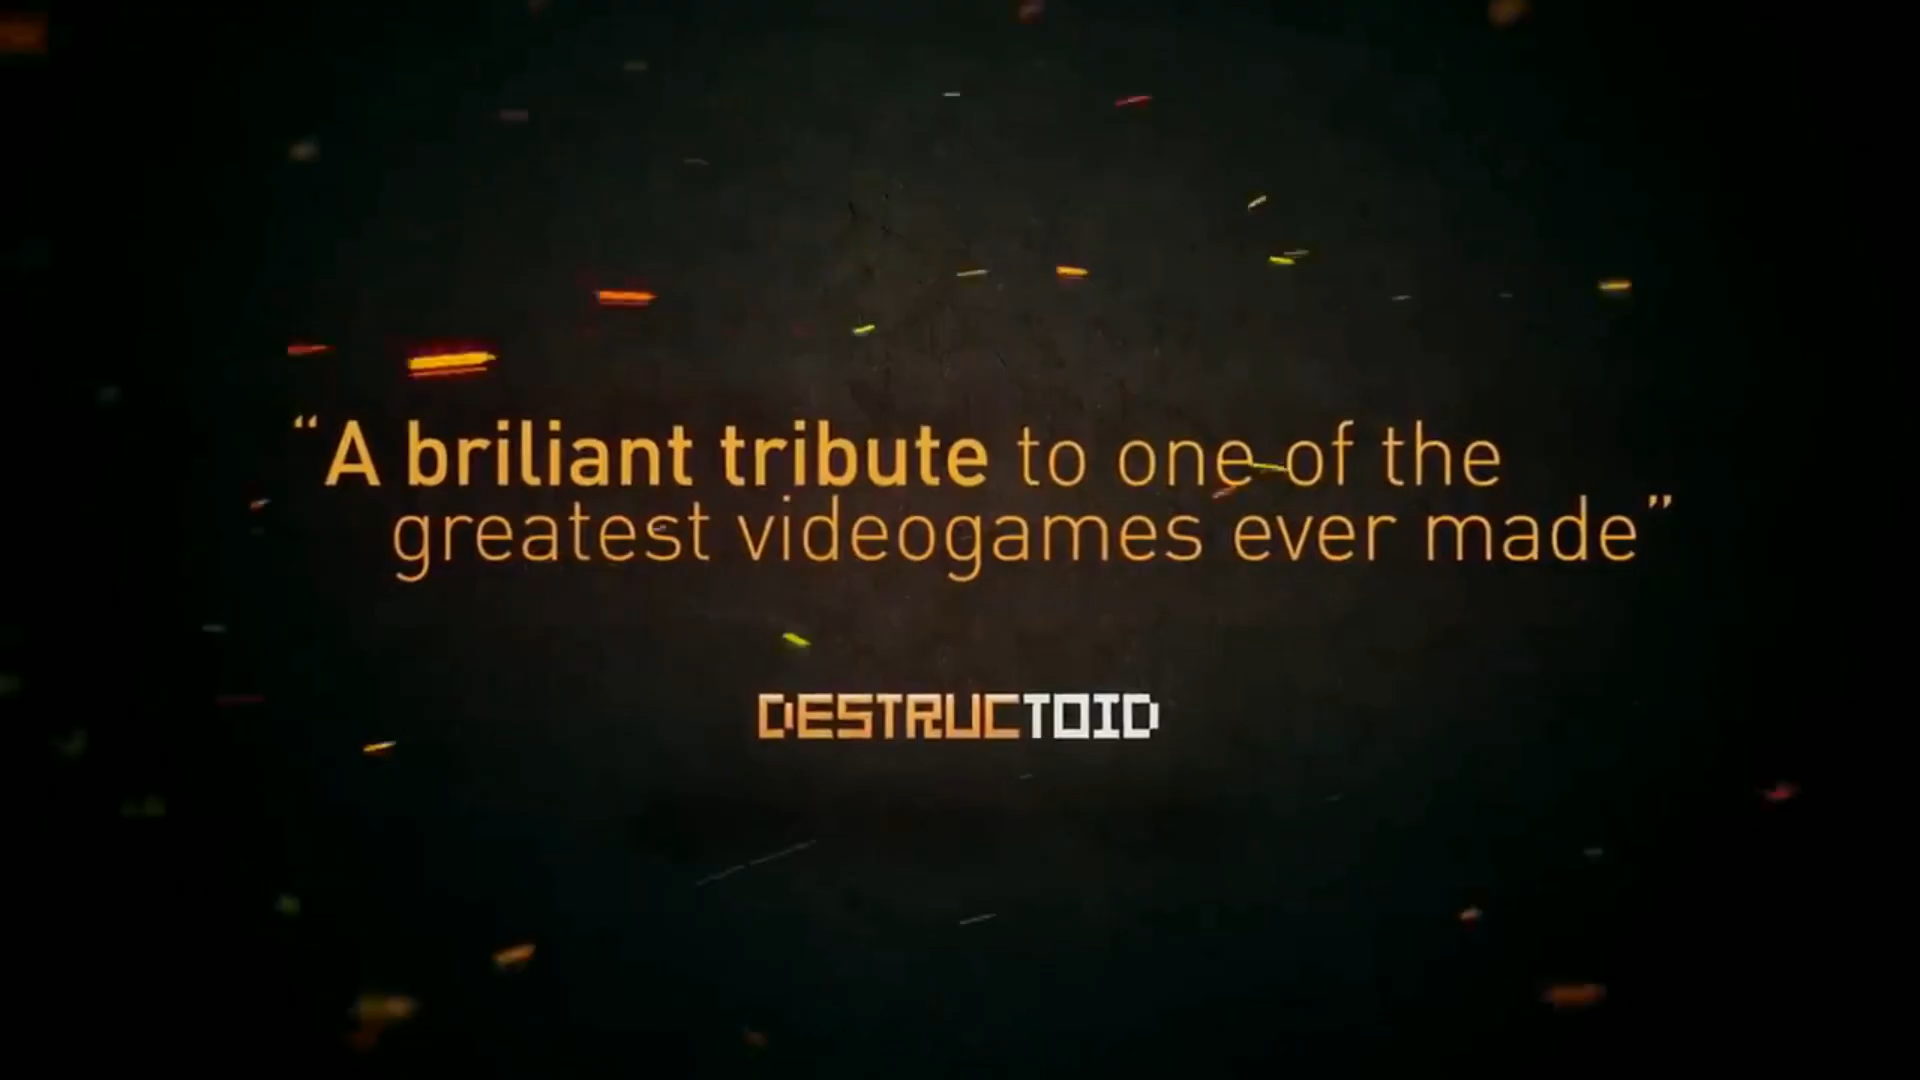 “A briliant tribute to one of the
greatest videogames ever made”
DESTRUCTOID